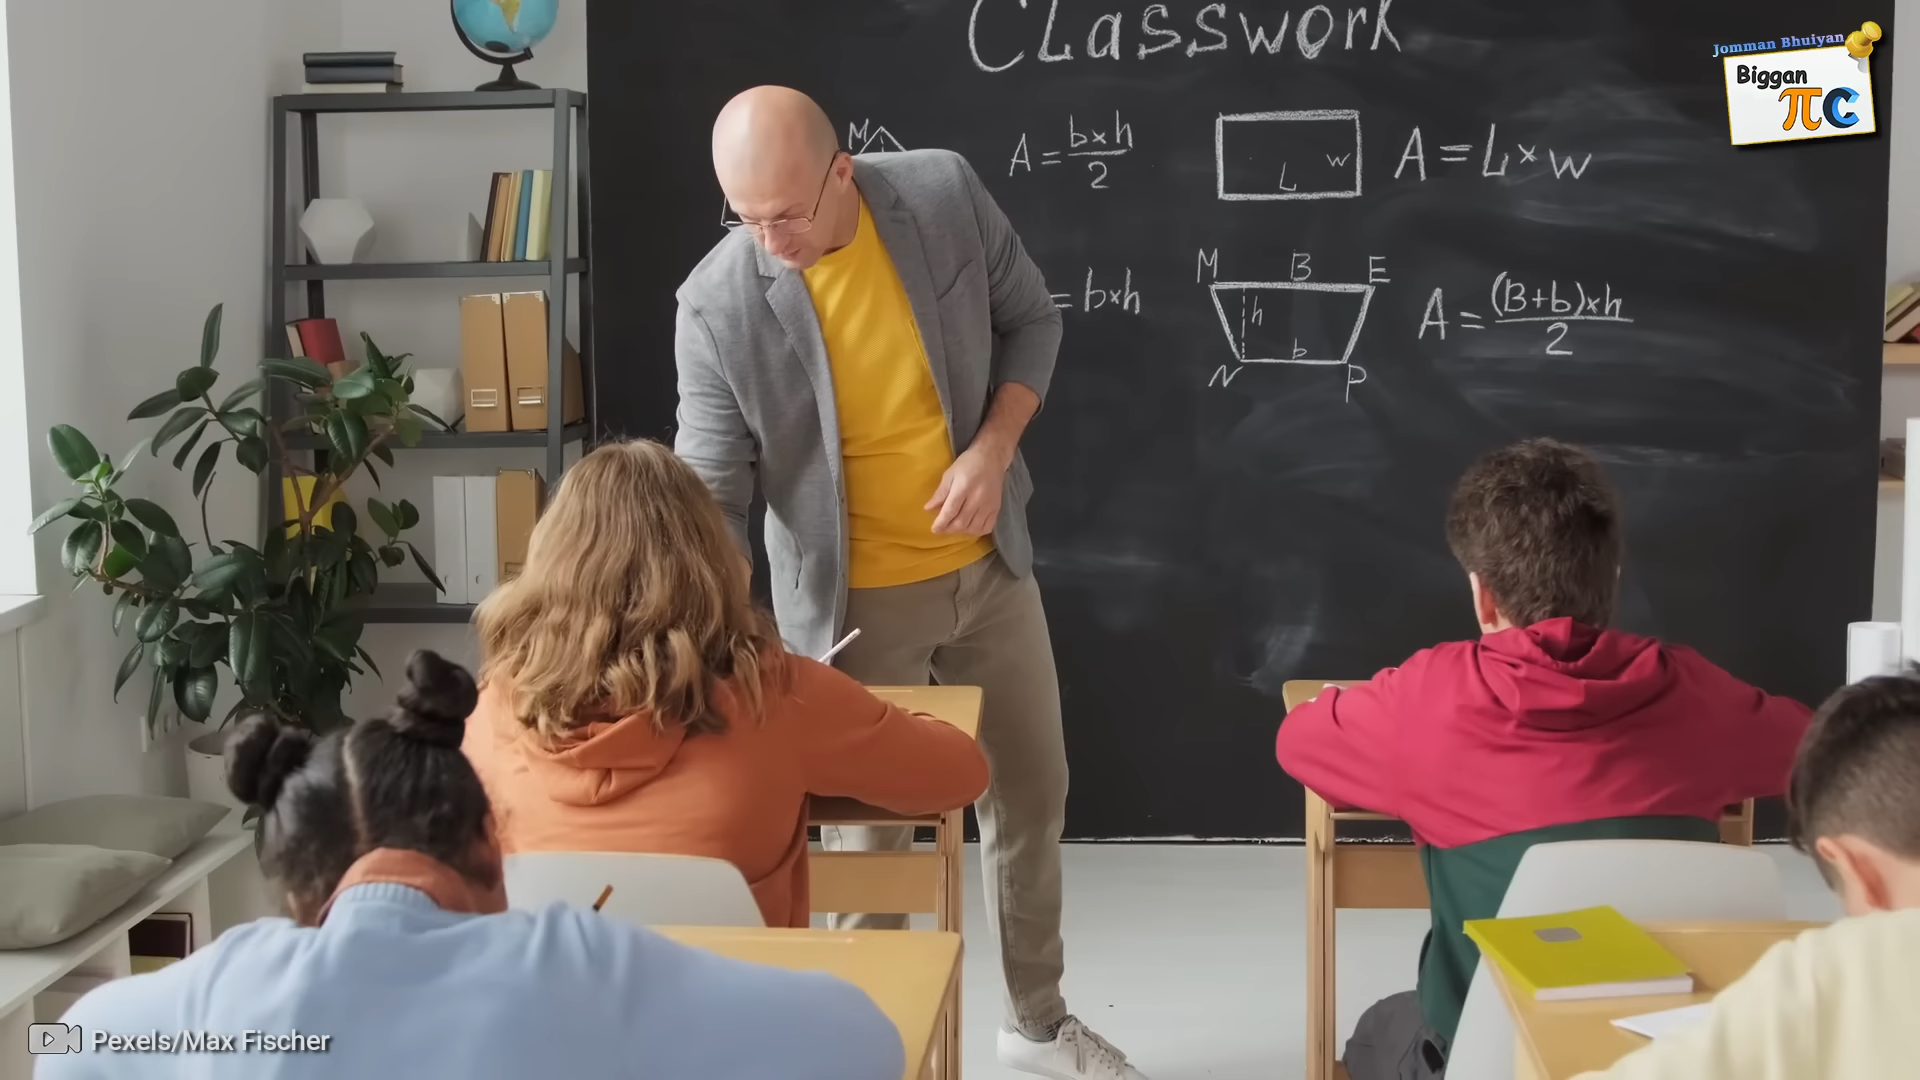 Classwork
Jomman Bhuiyan
Biggan
πC
M
A = b×h / 2
L w
A = L×w
= b×h
M B E
h
b
N P
A = (B+b)×h / 2
Pexels/Max Fischer